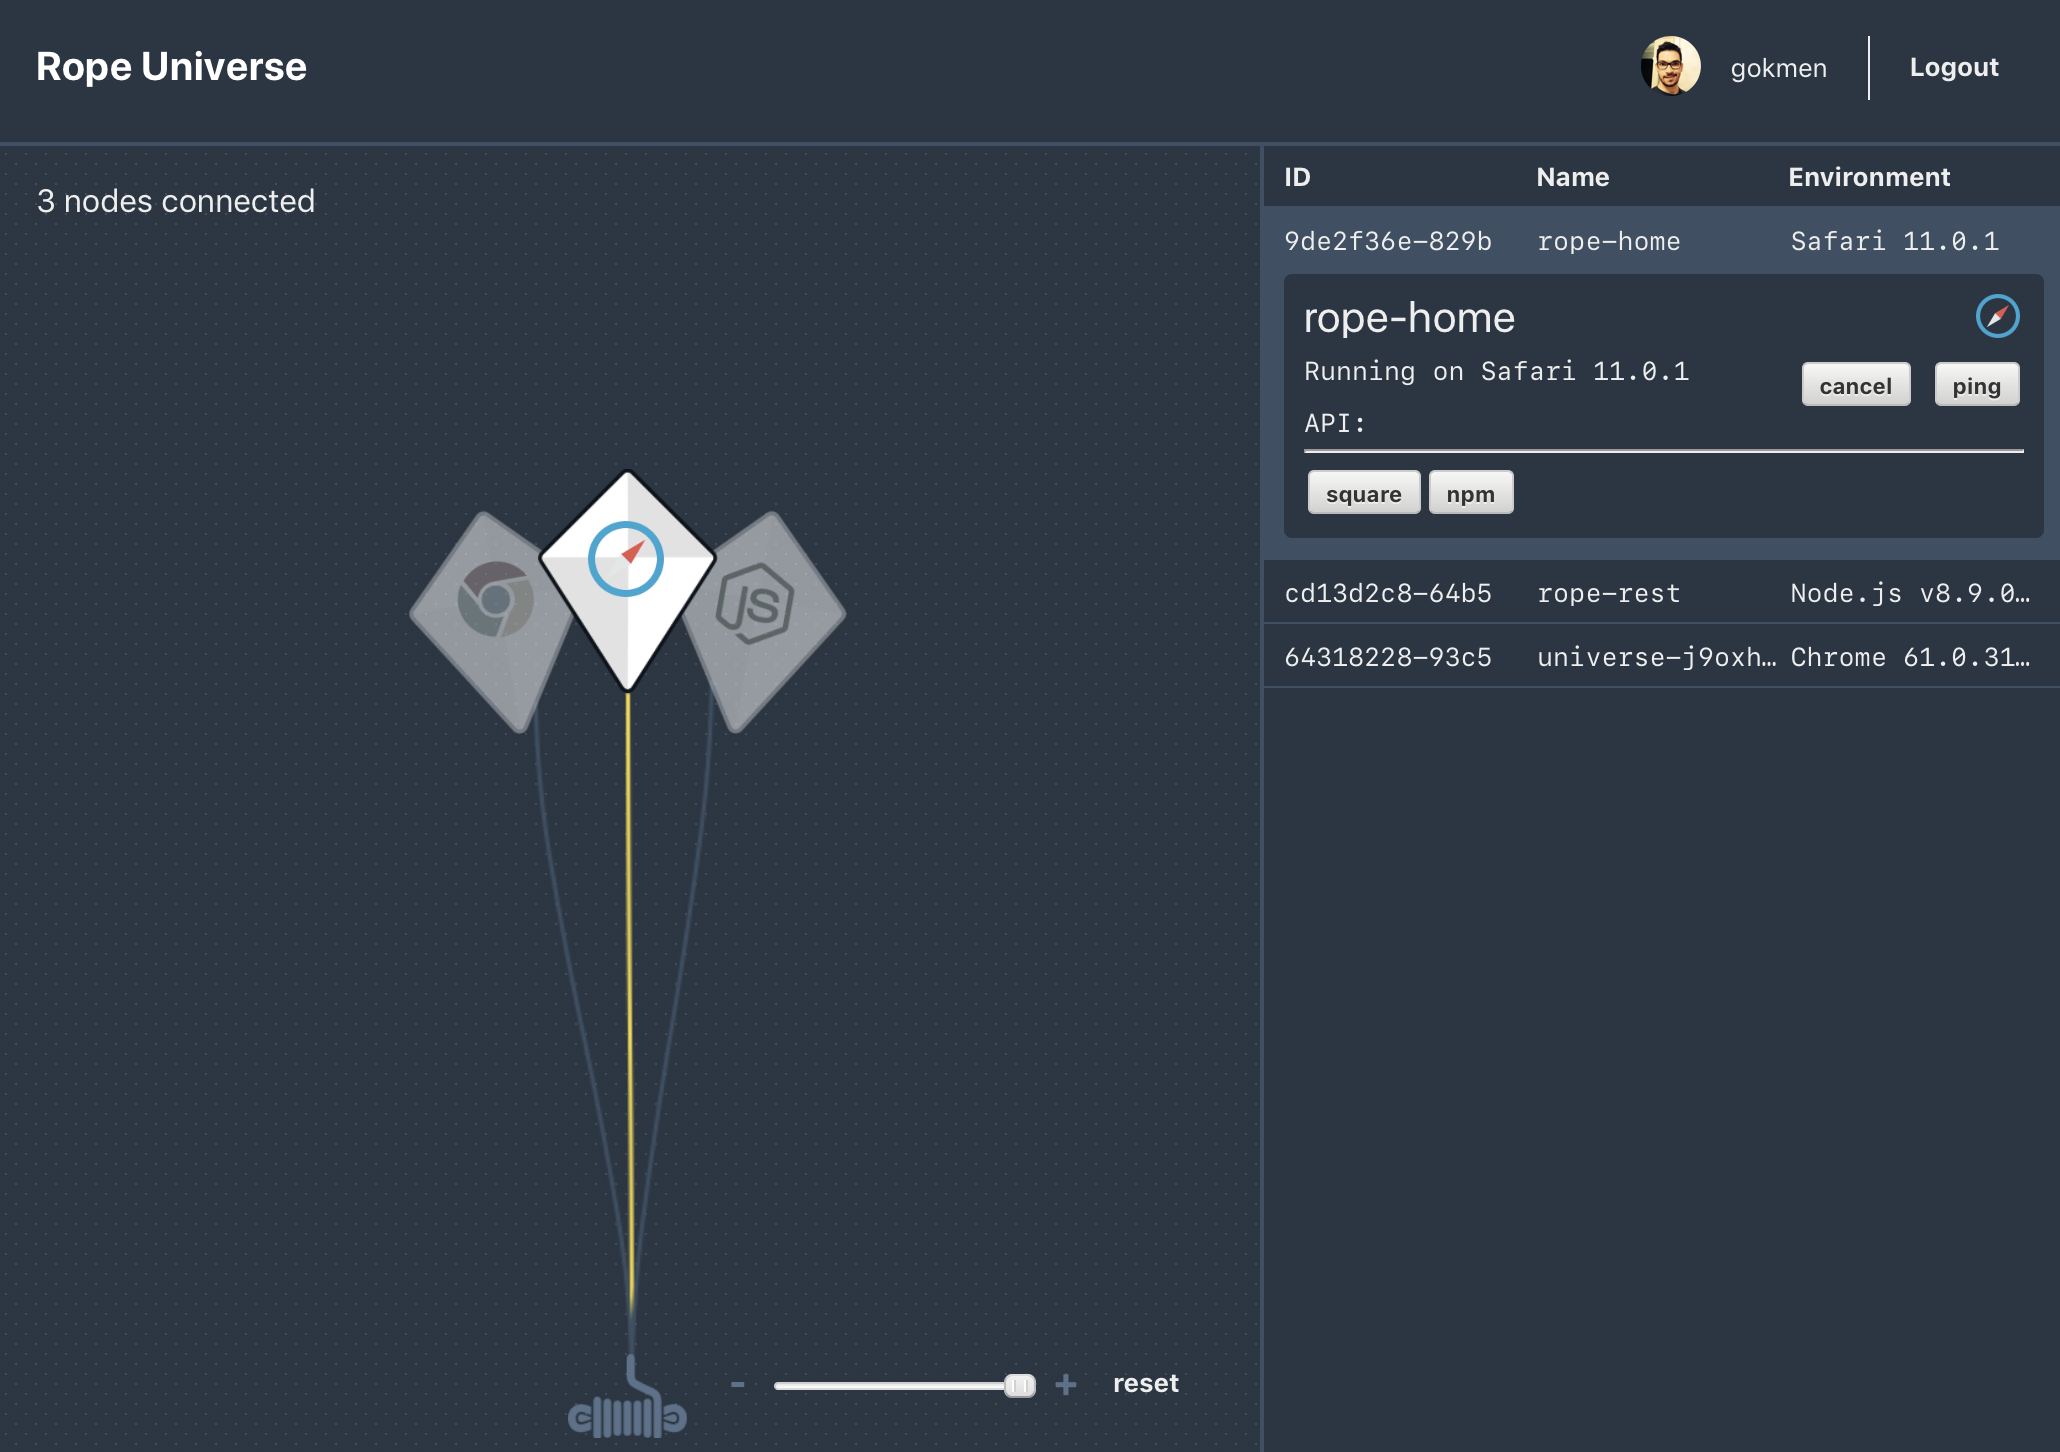 Rope Universe
gokmen
Logout
3 nodes connected
ID Name Environment
9de2f36e-829b rope-home Safari 11.0.1
rope-home
Running on Safari 11.0.1
cancel ping
API:
square npm
cd13d2c8-64b5 rope-rest Node.js v8.9.0…
64318228-93c5 universe-j9oxh… Chrome 61.0.31…
JS
- + reset